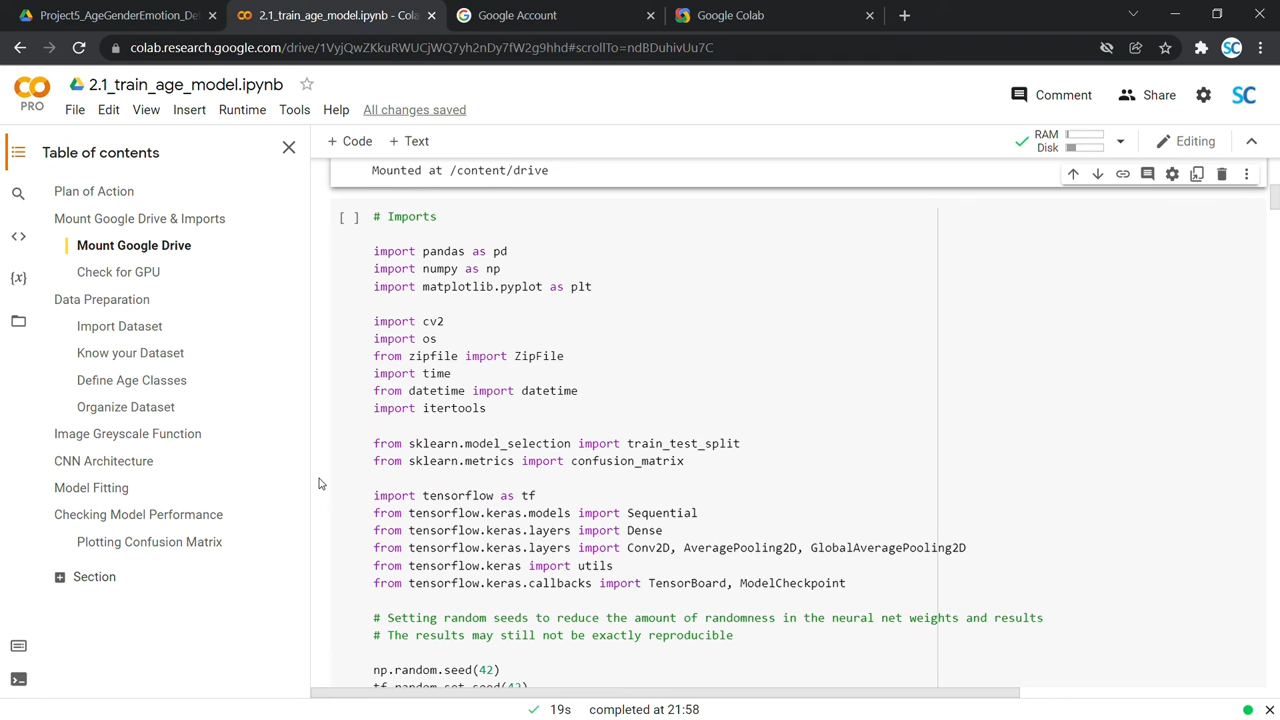 Project5_AgeGenderEmotion_De
2.1_train_age_model.ipynb - Cola
Google Account
Google Colab
colab.research.google.com/drive/1VyjQwZKkuRWUCjWQ7yh2nDy7fW2g9hhd#scrollTo=ndBDuhivUu7C
SC
PRO
2.1_train_age_model.ipynb
File Edit View Insert Runtime Tools Help All changes saved
Comment
Share
SC
Table of contents
+ Code + Text
RAM
Disk
Editing
Plan of Action
Mount Google Drive & Imports
Mount Google Drive
Check for GPU
Data Preparation
Import Dataset
Know your Dataset
Define Age Classes
Organize Dataset
Image Greyscale Function
CNN Architecture
Model Fitting
Checking Model Performance
Plotting Confusion Matrix
Section
Mounted at /content/drive
[ ] # Imports
import pandas as pd
import numpy as np
import matplotlib.pyplot as plt
import cv2
import os
from zipfile import ZipFile
import time
from datetime import datetime
import itertools
from sklearn.model_selection import train_test_split
from sklearn.metrics import confusion_matrix
import tensorflow as tf
from tensorflow.keras.models import Sequential
from tensorflow.keras.layers import Dense
from tensorflow.keras.layers import Conv2D, AveragePooling2D, GlobalAveragePooling2D
from tensorflow.keras import utils
from tensorflow.keras.callbacks import TensorBoard, ModelCheckpoint
# Setting random seeds to reduce the amount of randomness in the neural net weights and results
# The results may still not be exactly reproducible
np.random.seed(42)
tf.random.set_seed(42)
19s completed at 21:58